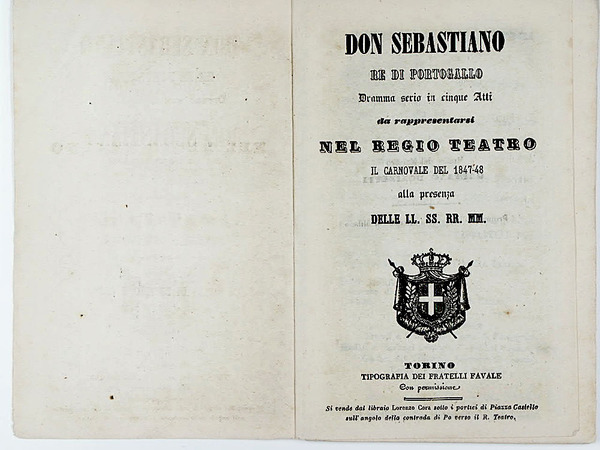 DON SEBASTIANO
RE DI PORTOGALLO
Dramma serio in cinque Atti
da rappresentarsi
NEL REGIO TEATRO
IL CARNOVALE DEL 1847-48
alla presenza
DELLE LL. SS. RR. MM.
TORINO
TIPOGRAFIA DEI FRATELLI FAVALE
Con permissione
Si vende dal libraio Lorenzo Cora sotto i portici di Piazza Castello
sull'angolo della contrada di Po verso il R. Teatro.